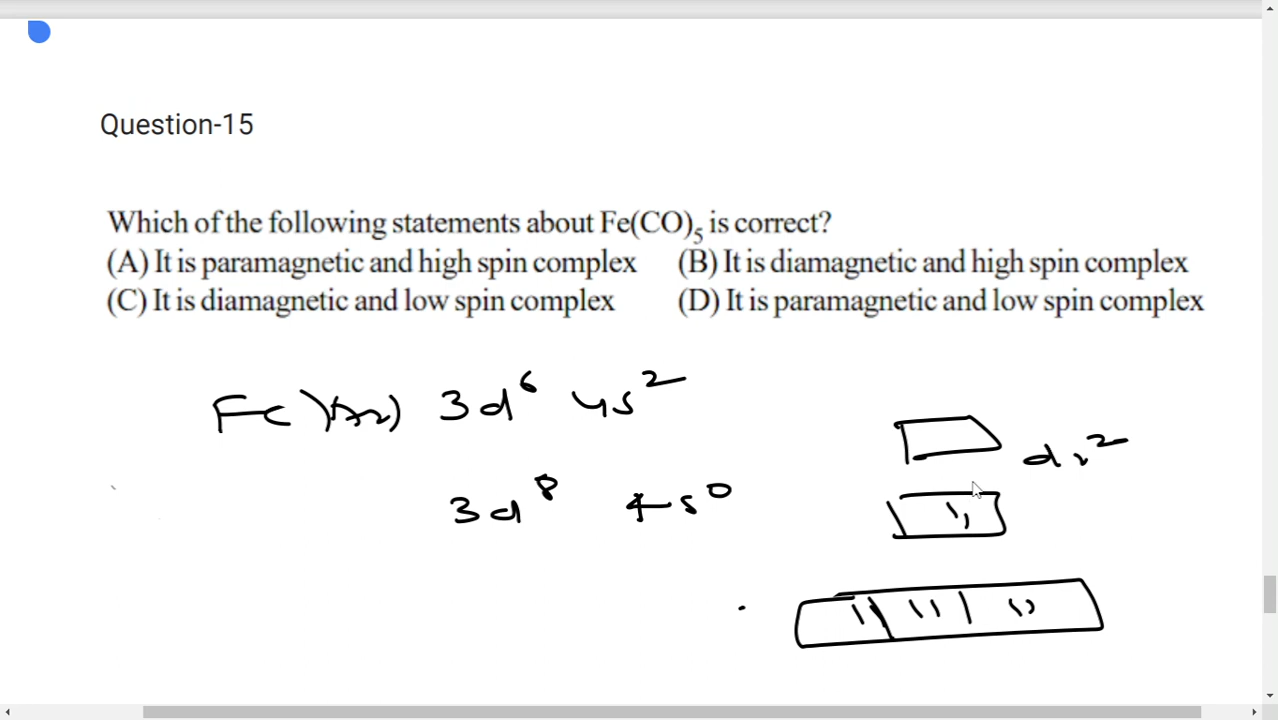 Question-15
Which of the following statements about Fe(CO)₅ is correct?
(A) It is paramagnetic and high spin complex (B) It is diamagnetic and high spin complex
(C) It is diamagnetic and low spin complex (D) It is paramagnetic and low spin complex
Fe 3d⁶ 4s²
3d⁸ 4s⁰